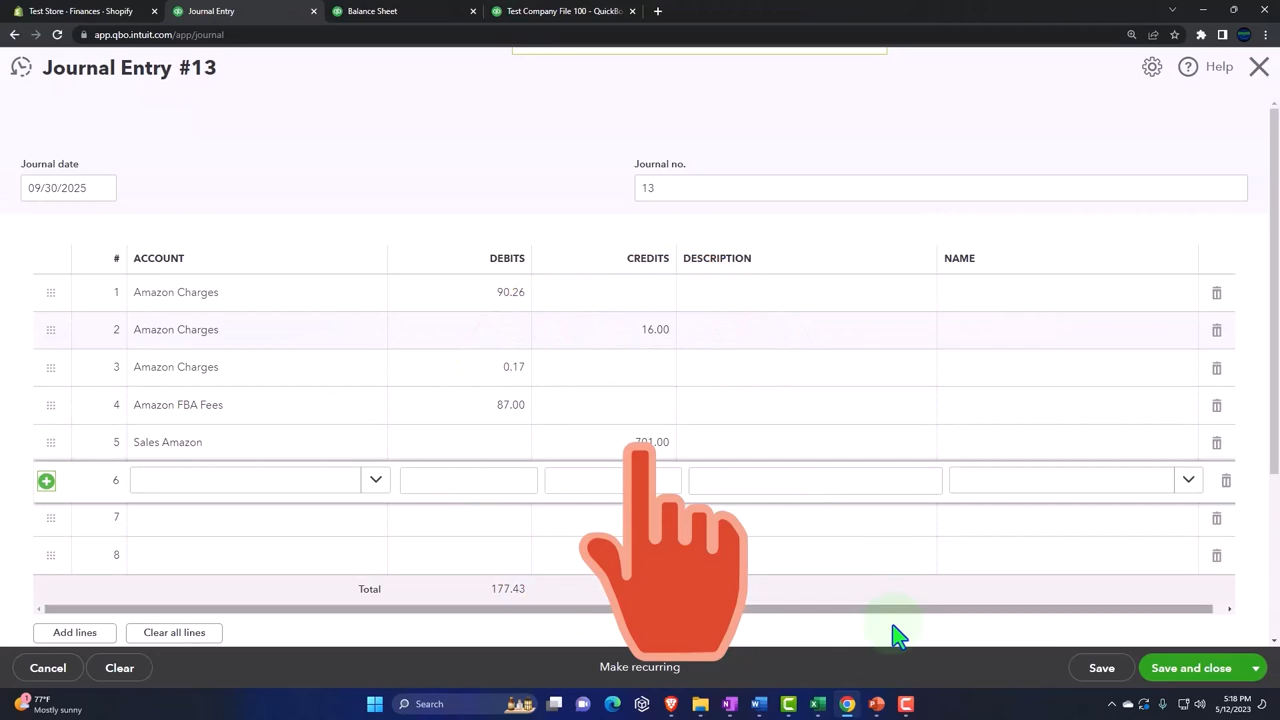 Test Store - Finances - Shopify
Journal Entry
Balance Sheet
Test Company File 100 - QuickBo
app.qbo.intuit.com/app/journal
Journal Entry #13
Help
Journal date
Journal no.
09/30/2025
13
# ACCOUNT DEBITS CREDITS DESCRIPTION NAME
1 Amazon Charges 90.26
2 Amazon Charges 16.00
3 Amazon Charges 0.17
4 Amazon FBA Fees 87.00
5 Sales Amazon
6
7
8
Total 177.43
Add lines Clear all lines
Cancel Clear Make recurring Save Save and close
77°F
Mostly sunny
Search
5:18 PM
5/12/2023